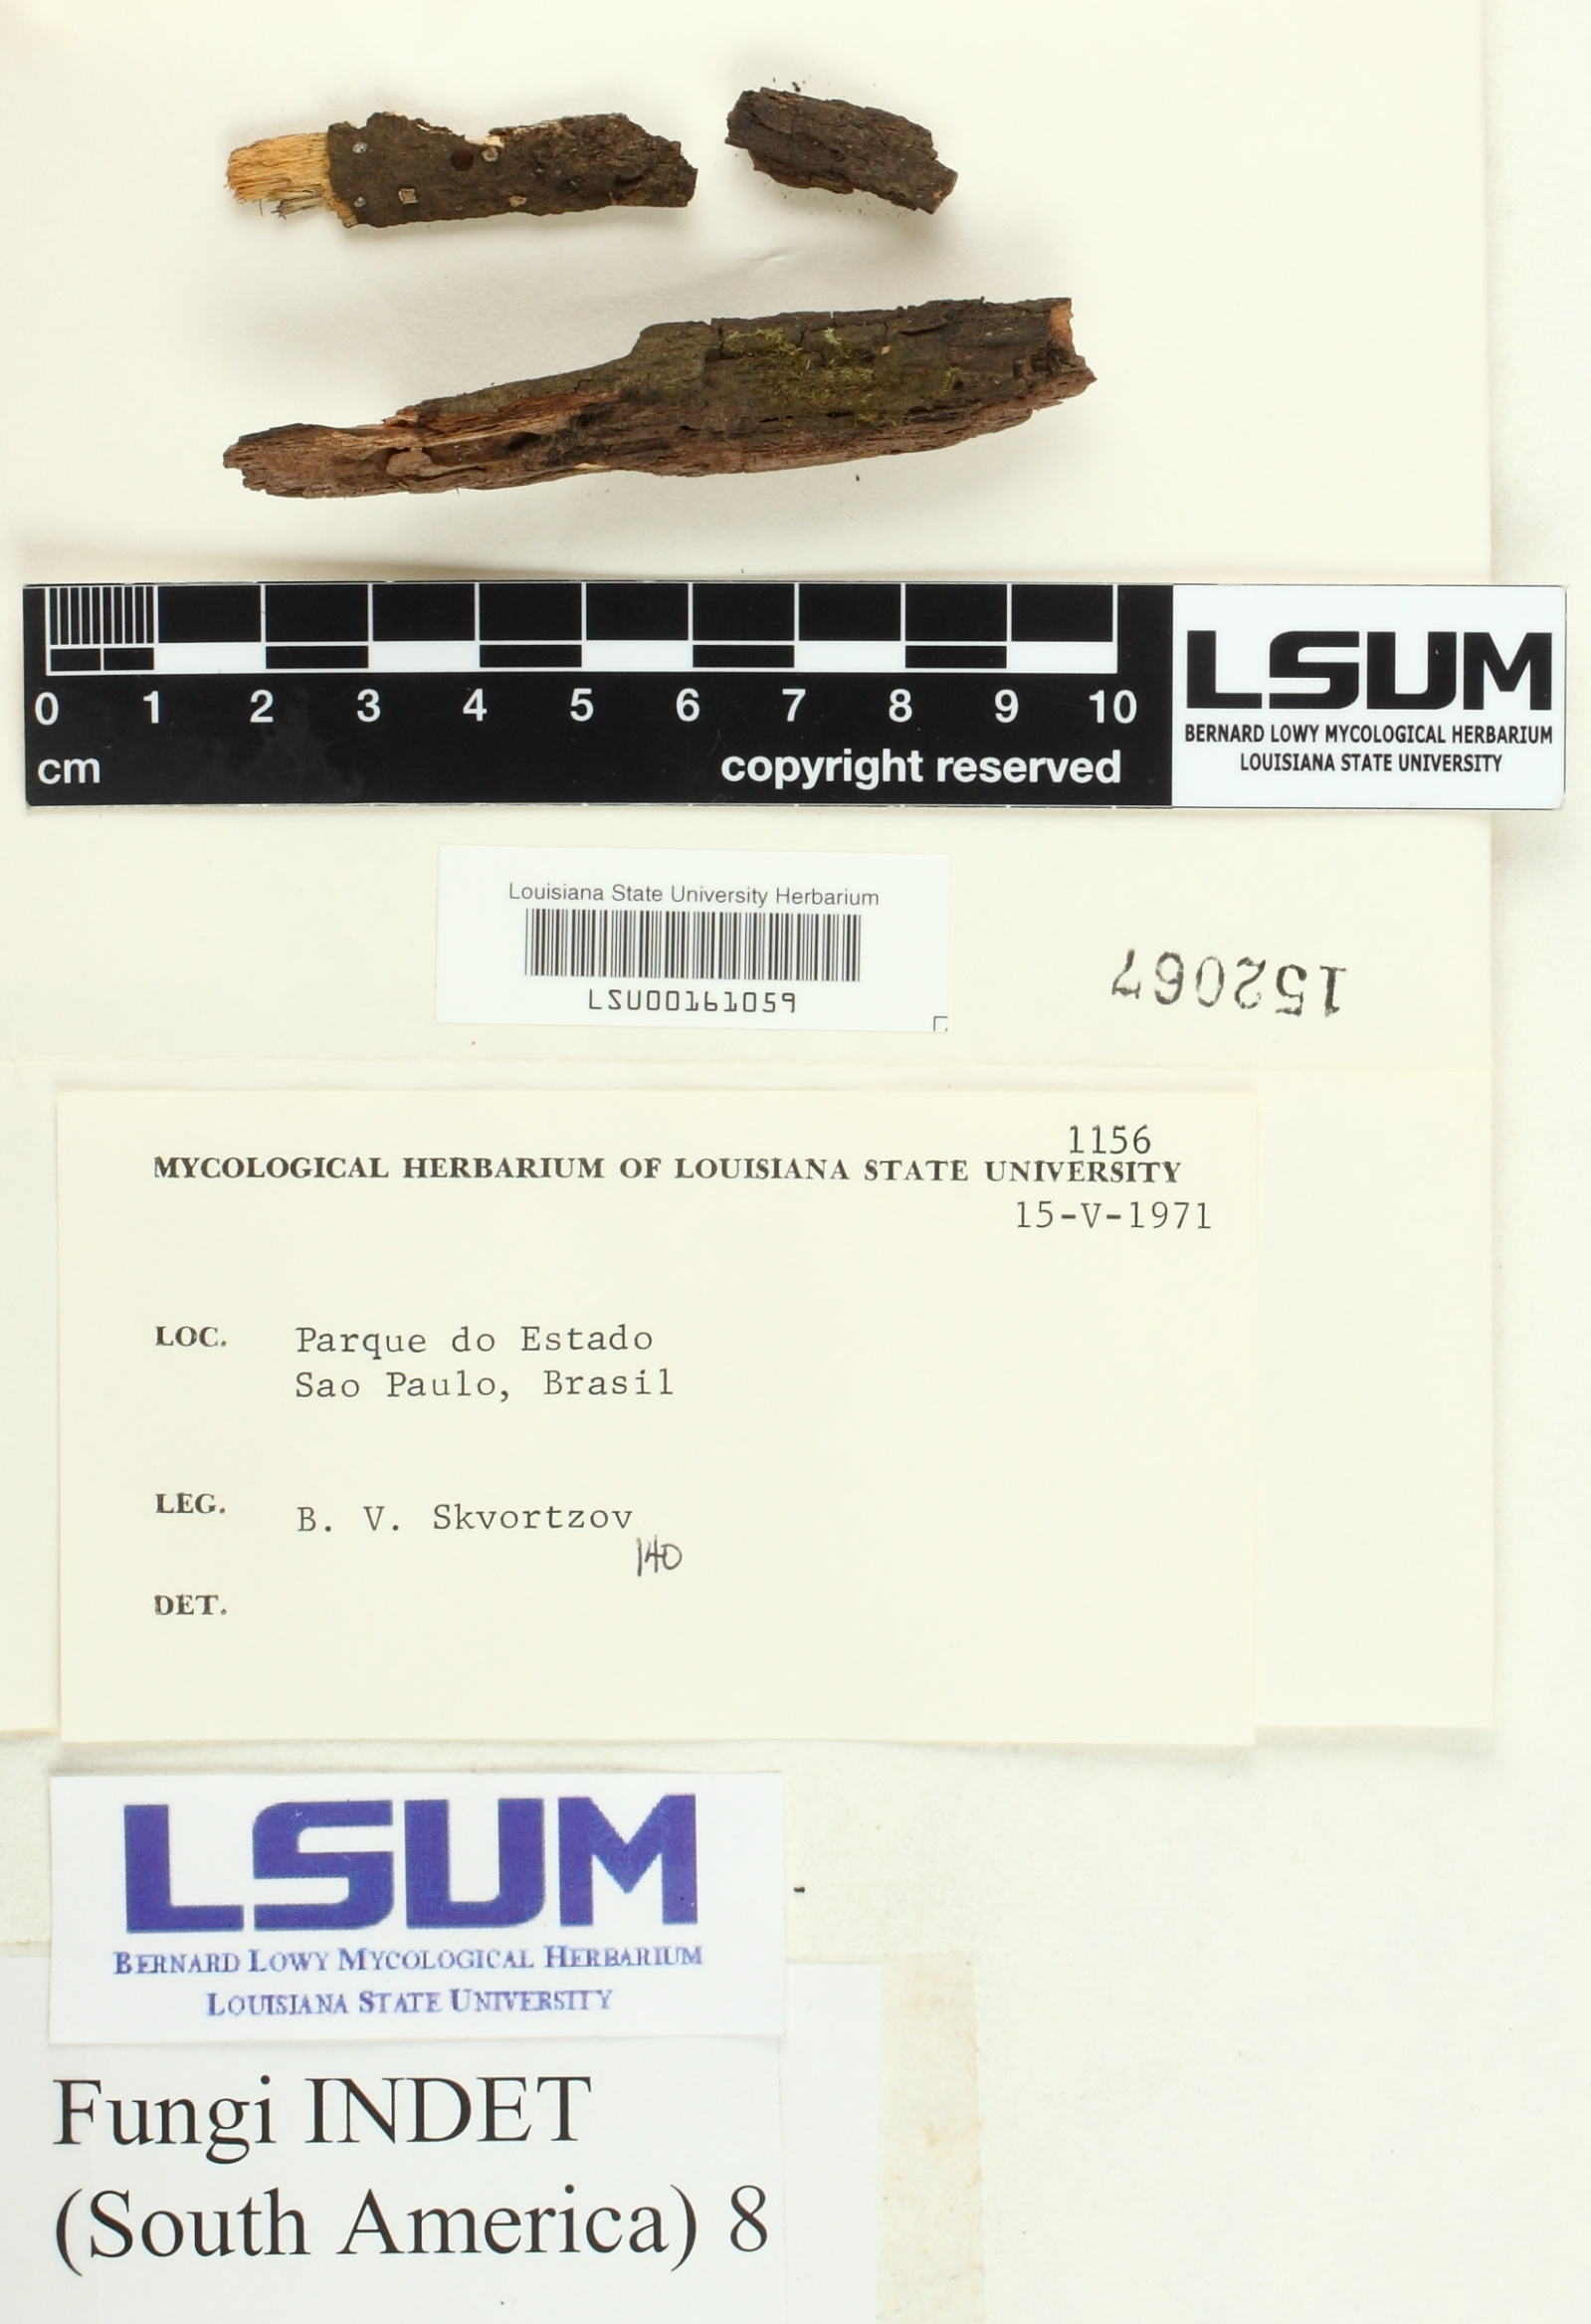 0 1 2 3 4 5 6 7 8 9 10
cm copyright reserved
LSUM
BERNARD LOWY MYCOLOGICAL HERBARIUM
LOUISIANA STATE UNIVERSITY
Louisiana State University Herbarium
LSU00161059
152067
1156
MYCOLOGICAL HERBARIUM OF LOUISIANA STATE UNIVERSITY
15-V-1971
LOC. Parque do Estado
Sao Paulo, Brasil
LEG. B. V. Skvortzov
140
DET.
LSUM
BERNARD LOWY MYCOLOGICAL HERBARIUM
LOUISIANA STATE UNIVERSITY
Fungi INDET
(South America) 8